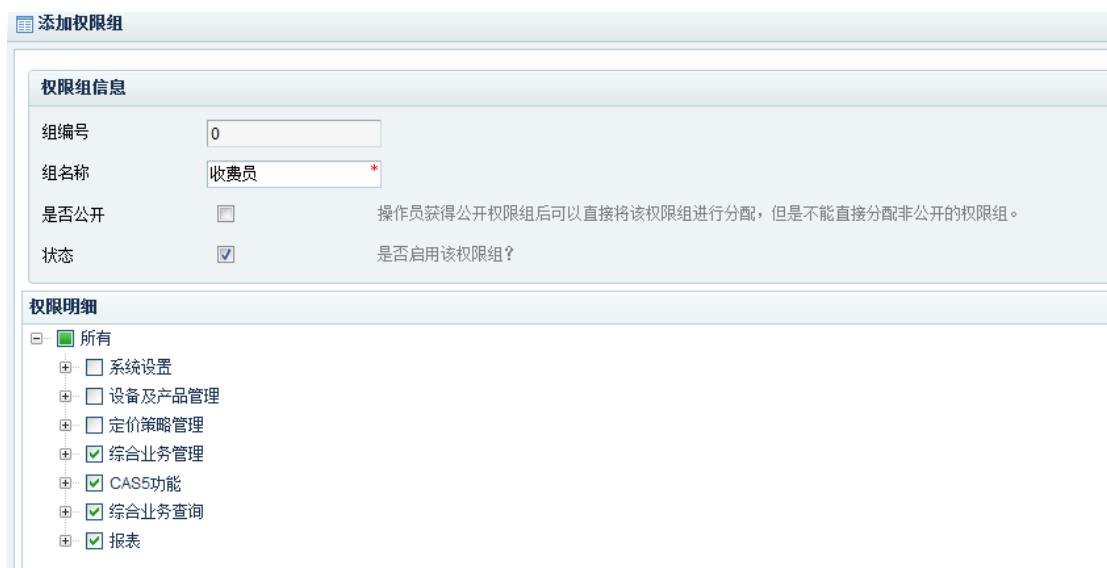 添加权限组
权限组信息
组编号 0
组名称 收费员 *
是否公开 操作员获得公开权限组后可以直接将该权限组进行分配，但是不能直接分配非公开的权限组。
状态 是否启用该权限组？
权限明细
所有
系统设置
设备及产品管理
定价策略管理
综合业务管理
CAS5功能
综合业务查询
报表